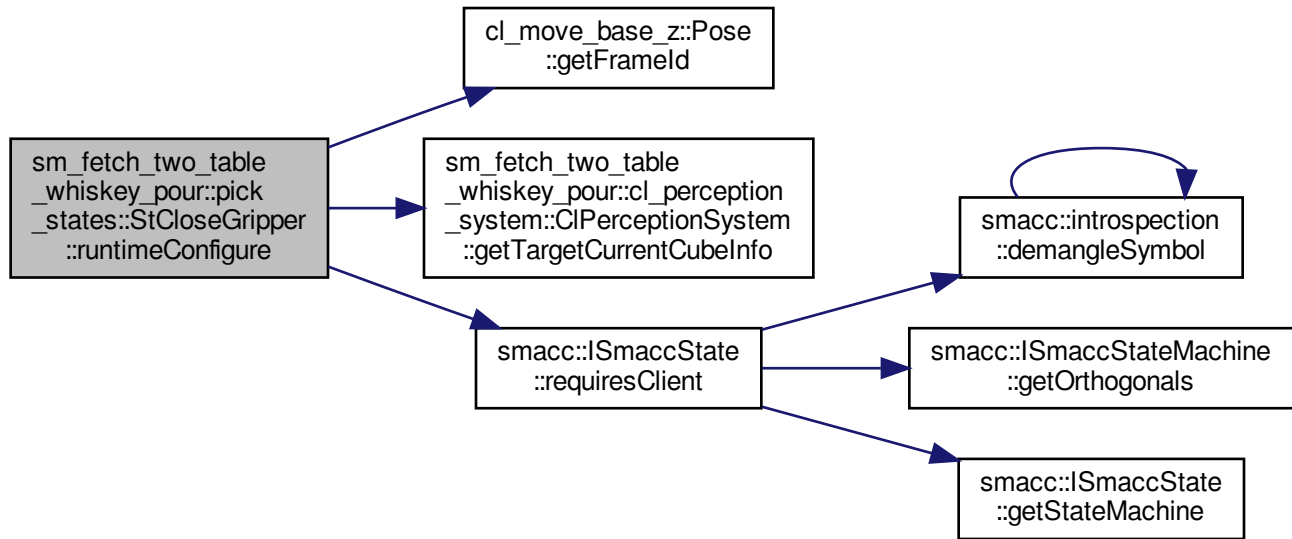 cl_move_base_z::Pose
::getFrameId
sm_fetch_two_table
_whiskey_pour::pick
_states::StCloseGripper
::runtimeConfigure
sm_fetch_two_table
_whiskey_pour::cl_perception
_system::ClPerceptionSystem
::getTargetCurrentCubeInfo
smacc::ISmaccState
::requiresClient
smacc::introspection
::demangleSymbol
smacc::ISmaccStateMachine
::getOrthogonals
smacc::ISmaccState
::getStateMachine